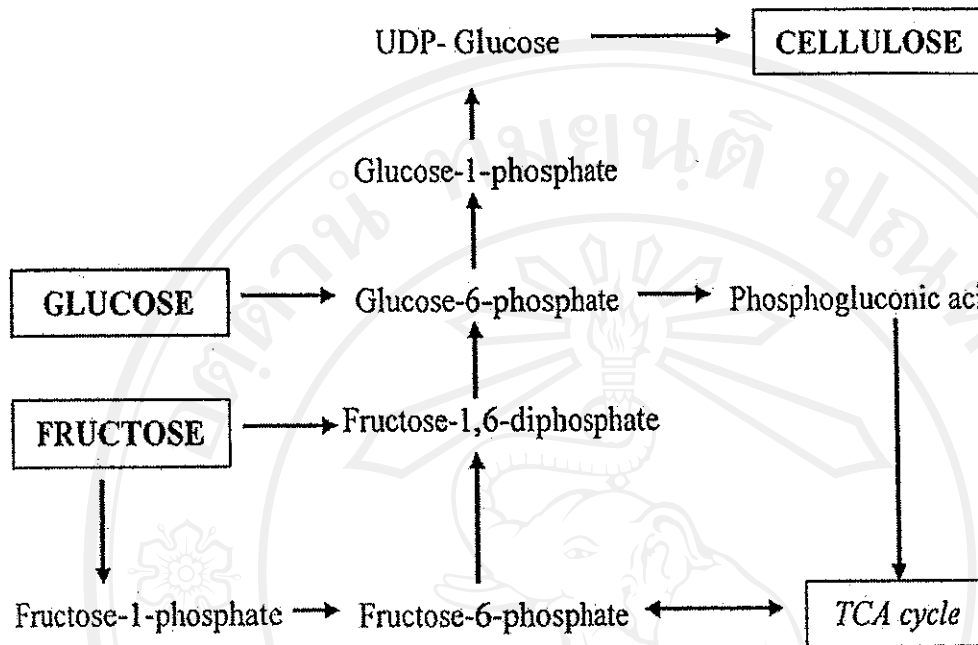 UDP- Glucose
CELLULOSE
Glucose-1-phosphate
GLUCOSE
Glucose-6-phosphate
Phosphogluconic aci
FRUCTOSE
Fructose-1,6-diphosphate
Fructose-1-phosphate
Fructose-6-phosphate
TCA cycle